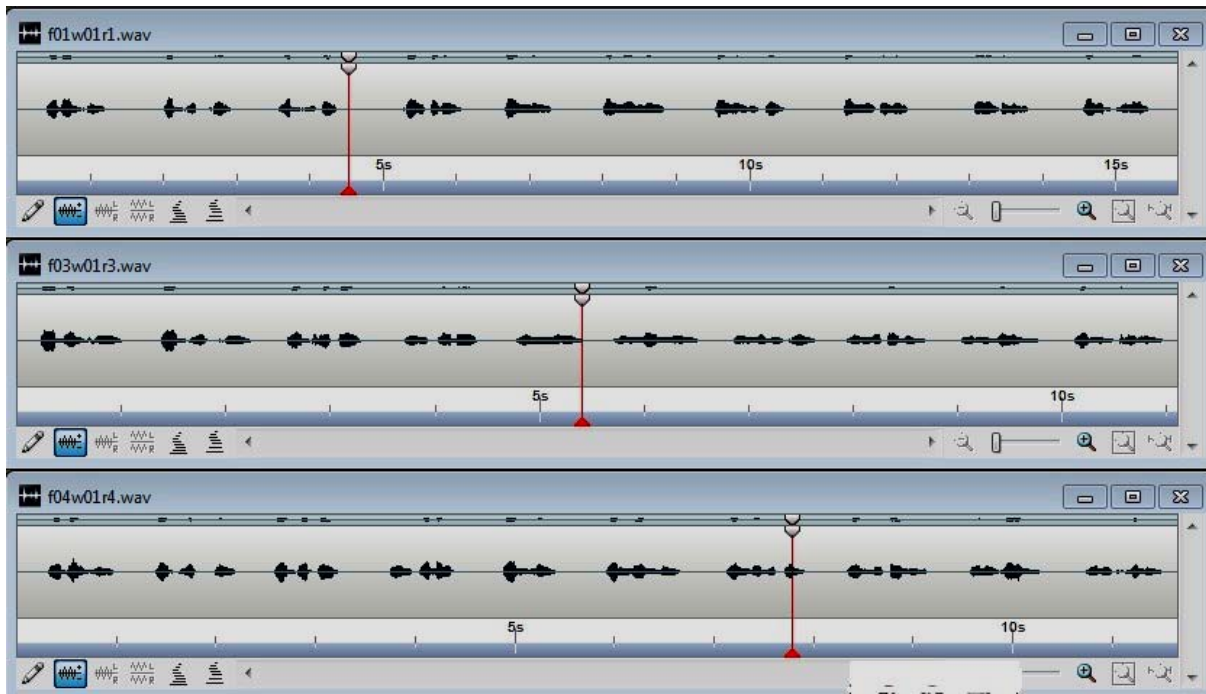 f01w01r1.wav
5s 10s 15s
L R L R
f03w01r3.wav
5s 10s
L R L R
f04w01r4.wav
5s 10s
L R L R